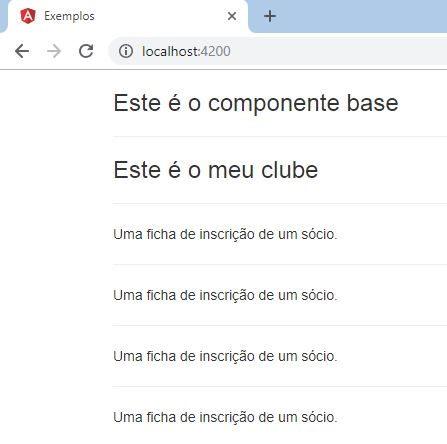 Exemplos
localhost:4200
Este é o componente base
Este é o meu clube
Uma ficha de inscrição de um sócio.
Uma ficha de inscrição de um sócio.
Uma ficha de inscrição de um sócio.
Uma ficha de inscrição de um sócio.